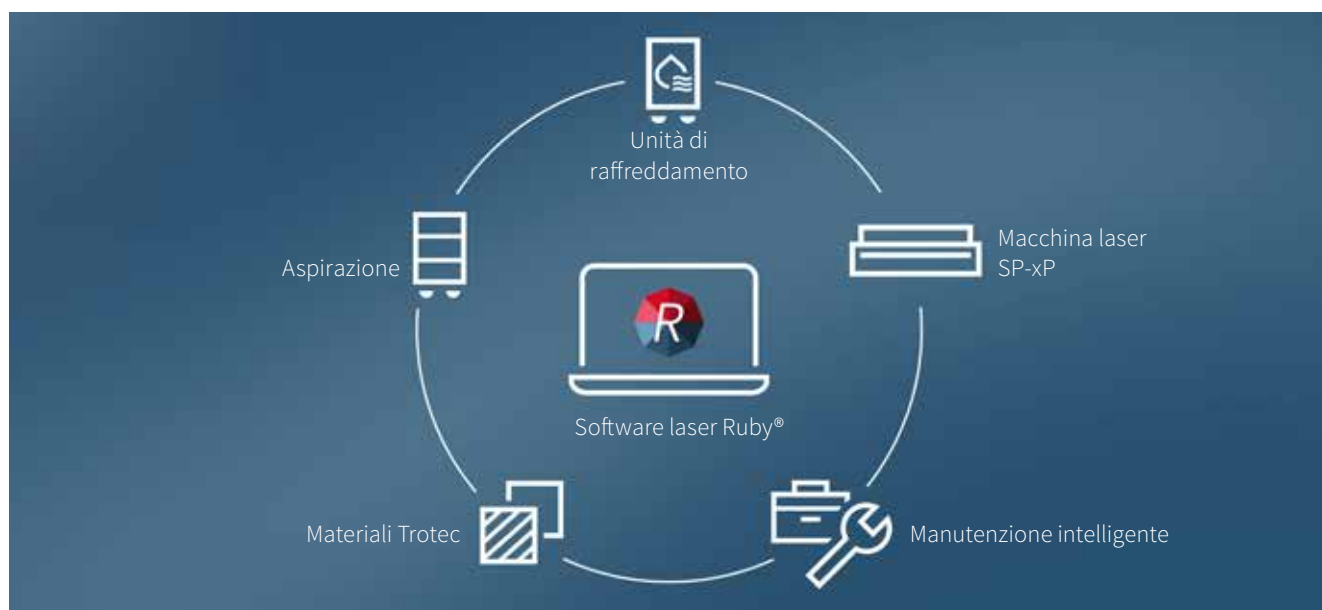 Unità di
raffreddamento
Macchina laser
SP-xP
Aspirazione
R
Software laser Ruby®
Materiali Trotec
Manutenzione intelligente